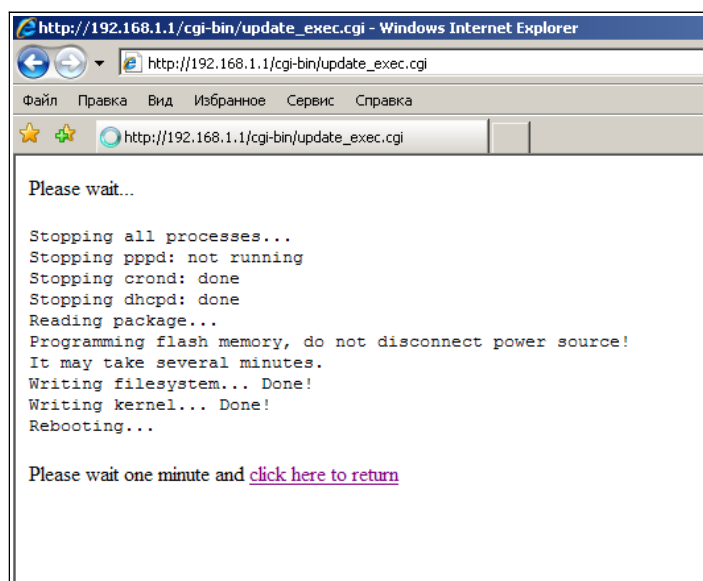 http://192.168.1.1/cgi-bin/update_exec.cgi - Windows Internet Explorer
http://192.168.1.1/cgi-bin/update_exec.cgi
Файл Правка Вид Избранное Сервис Справка
http://192.168.1.1/cgi-bin/update_exec.cgi
Please wait...
Stopping all processes...
Stopping pppd: not running
Stopping crond: done
Stopping dhcpd: done
Reading package...
Programming flash memory, do not disconnect power source!
It may take several minutes.
Writing filesystem... Done!
Writing kernel... Done!
Rebooting...
Please wait one minute and click here to return